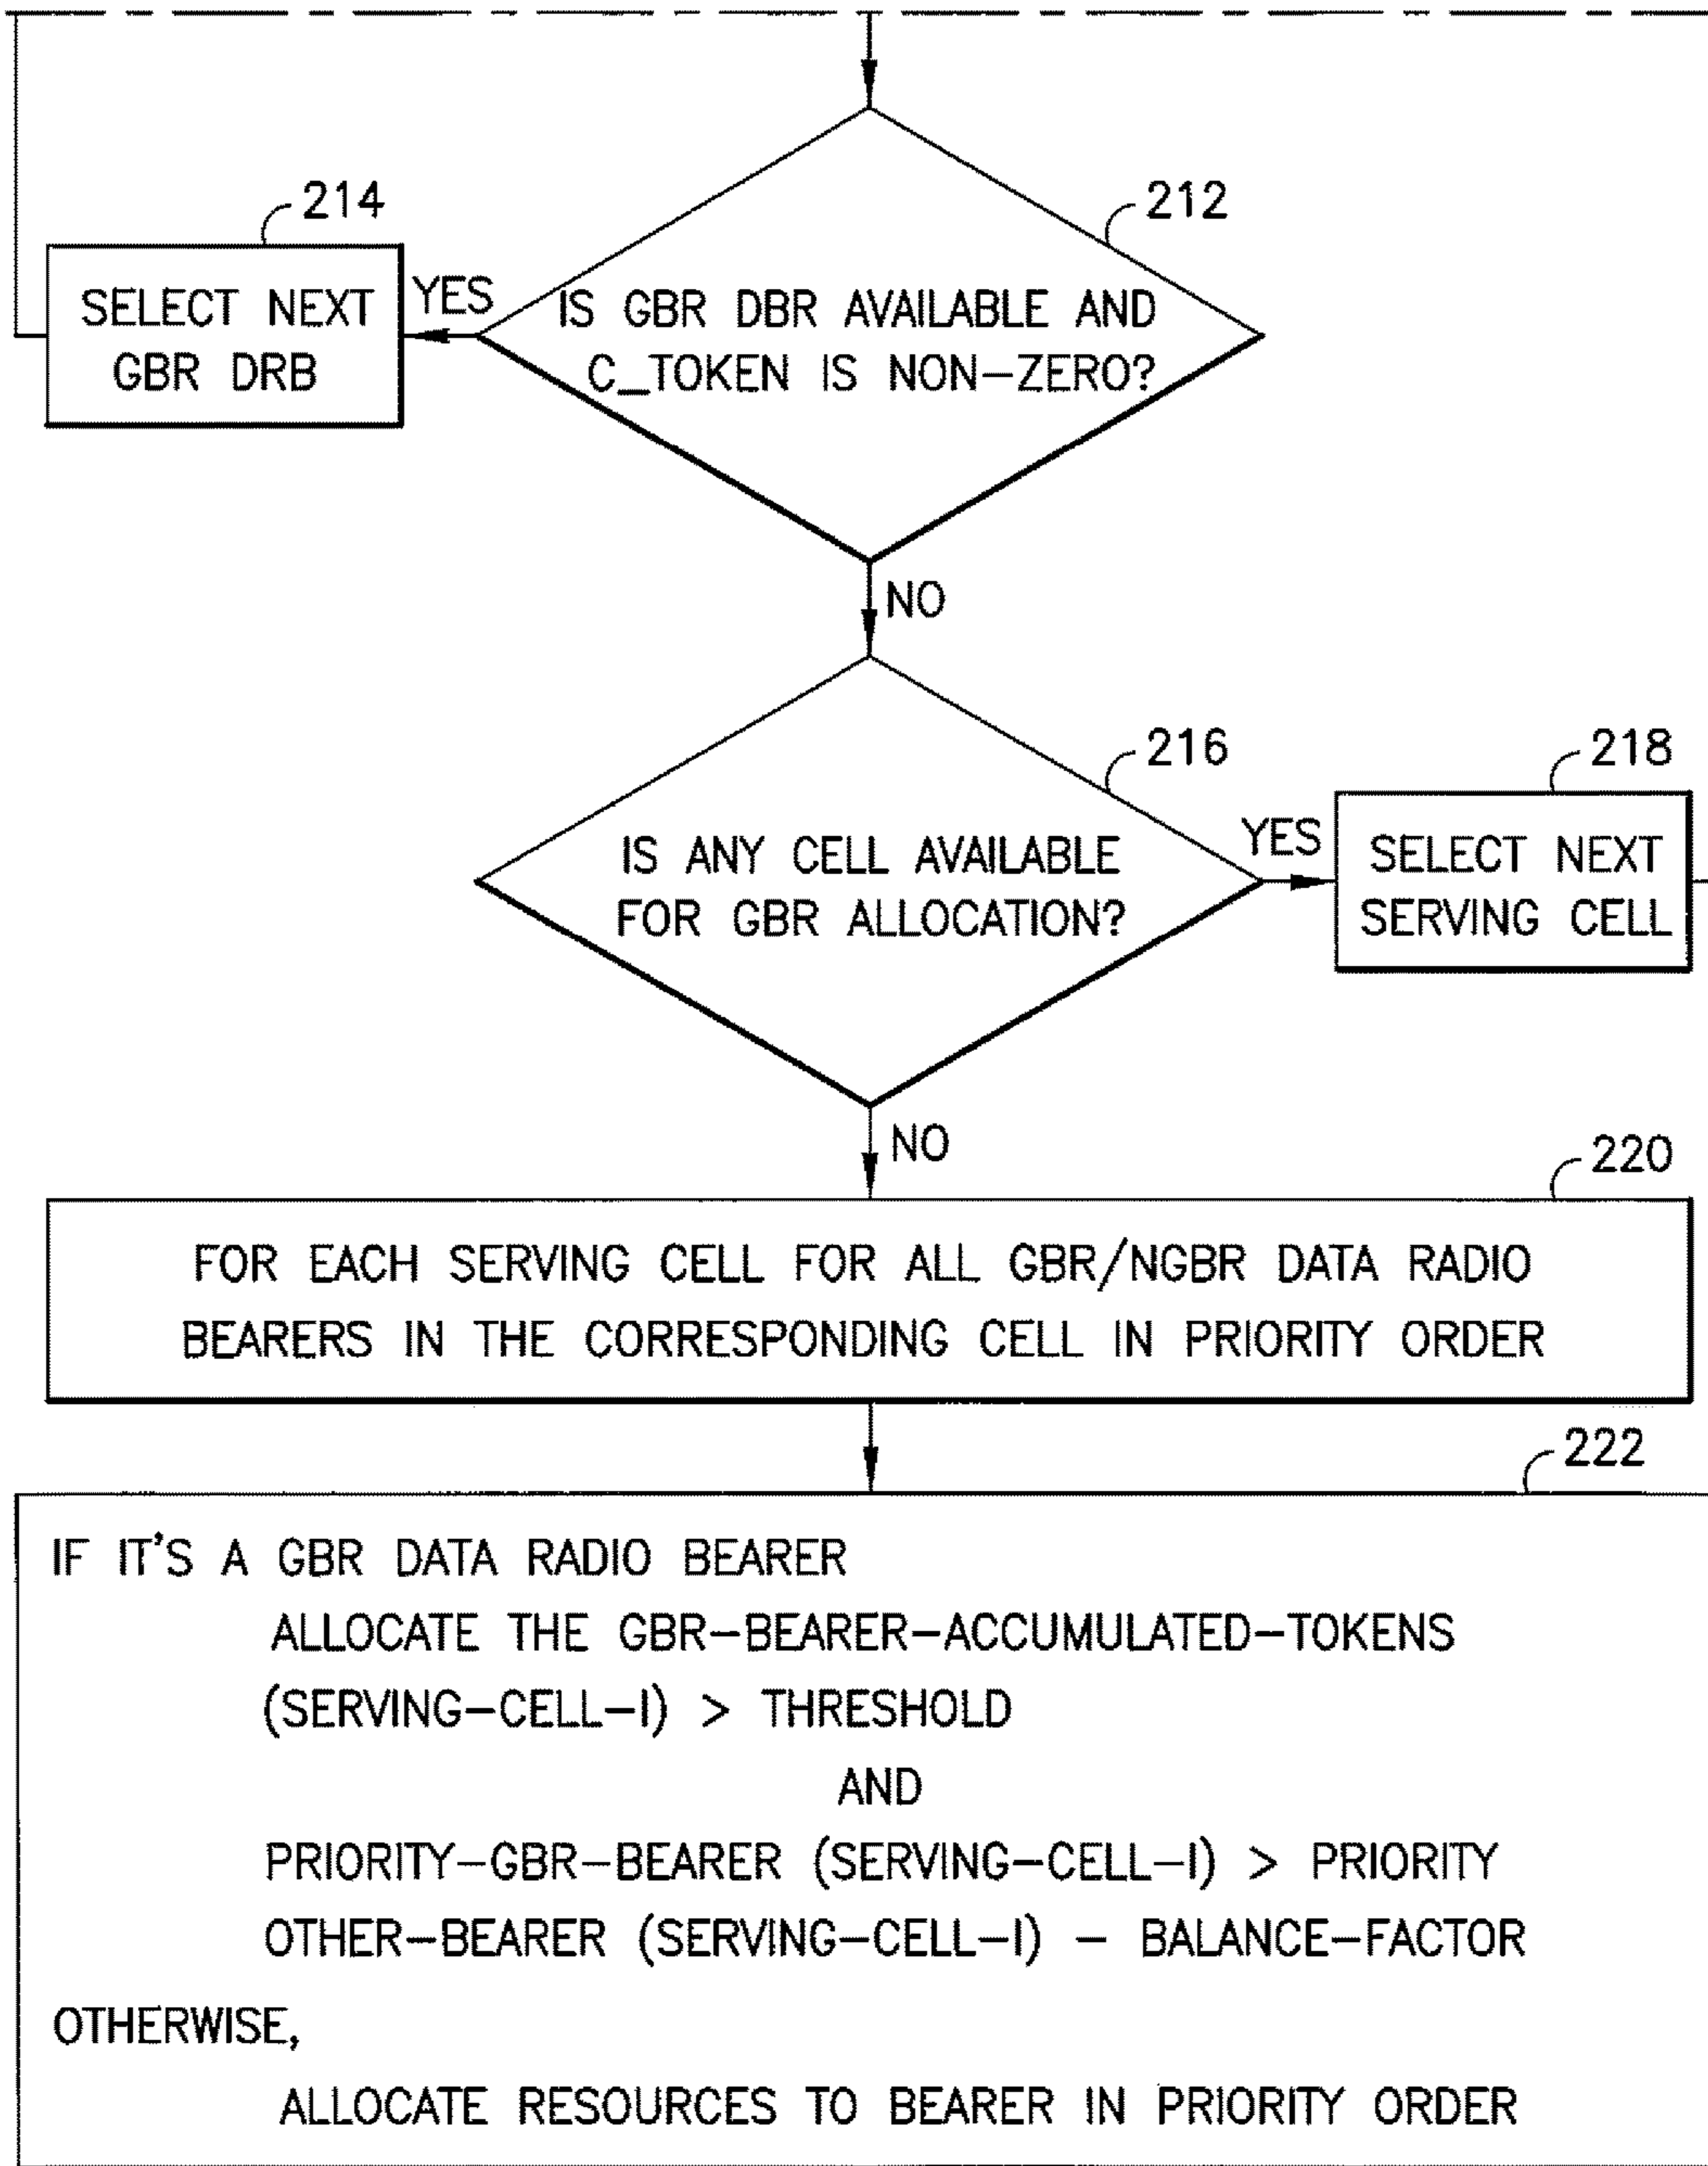 212
IS GBR DBR AVAILABLE AND
C_TOKEN IS NON-ZERO?
YES
214
SELECT NEXT
GBR DRB
NO
216
IS ANY CELL AVAILABLE
FOR GBR ALLOCATION?
YES
218
SELECT NEXT
SERVING CELL
NO
220
FOR EACH SERVING CELL FOR ALL GBR/NGBR DATA RADIO
BEARERS IN THE CORRESPONDING CELL IN PRIORITY ORDER
222
IF IT'S A GBR DATA RADIO BEARER
ALLOCATE THE GBR-BEARER-ACCUMULATED-TOKENS
(SERVING-CELL-I) > THRESHOLD
AND
PRIORITY-GBR-BEARER (SERVING-CELL-I) > PRIORITY
OTHER-BEARER (SERVING-CELL-I) - BALANCE-FACTOR
OTHERWISE,
ALLOCATE RESOURCES TO BEARER IN PRIORITY ORDER